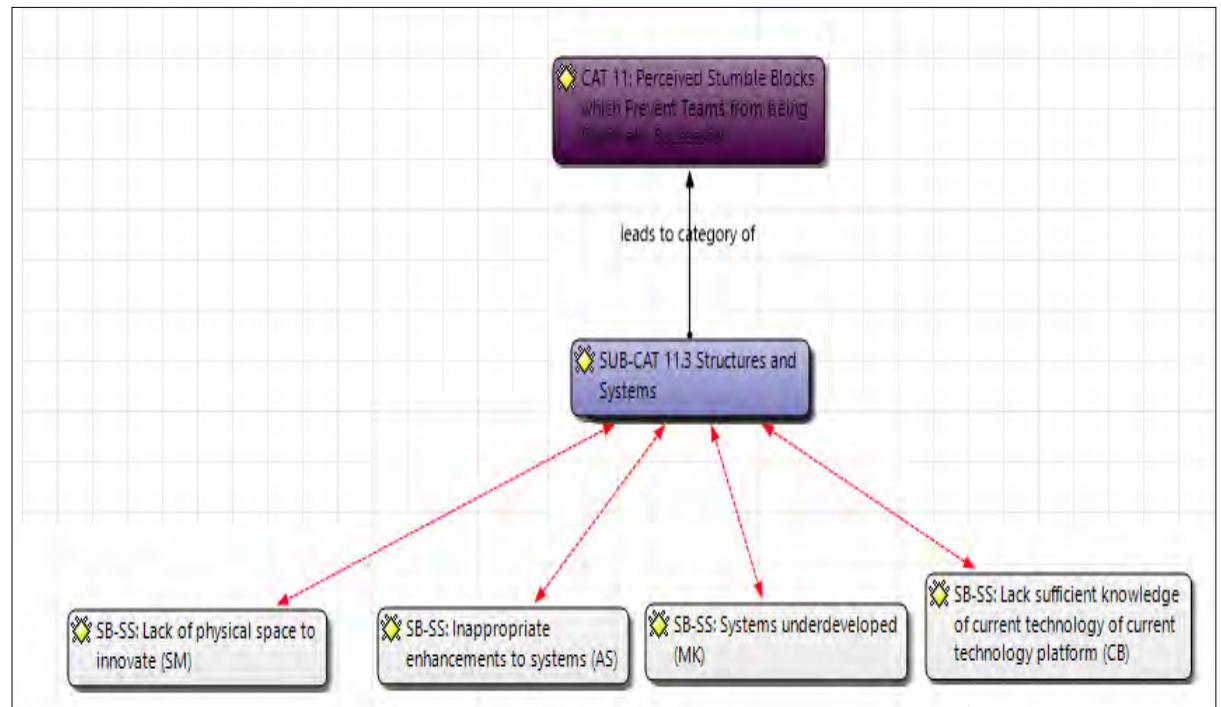 CAT 11: Perceived Stumble Blocks
which Prevent Teams from being
leads to category of
SUB-CAT 11.3 Structures and
Systems
SB-SS: Lack of physical space to
innovate (SM)
SB-SS: Inappropriate
enhancements to systems (AS)
SB-SS: Systems underdeveloped
(MK)
SB-SS: Lack sufficient knowledge
of current technology of current
technology platform (CB)